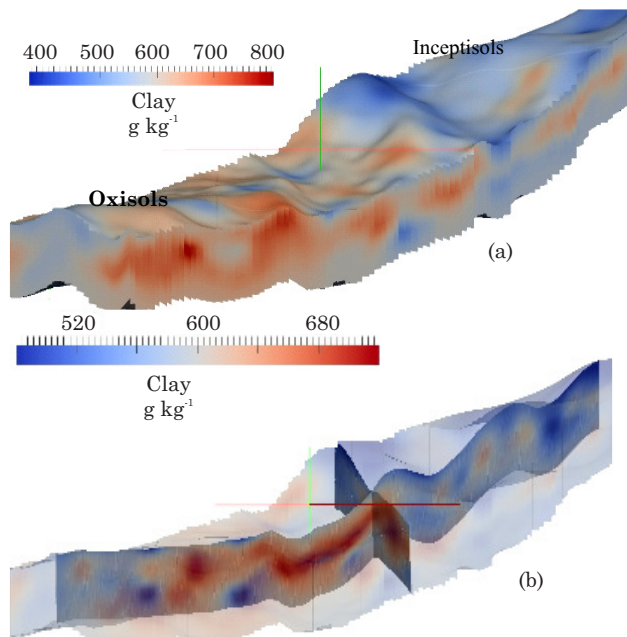 400 500 600 700 800
Inceptisols
Clay
g kg⁻¹
Oxisols
(a)
520 600 680
Clay
g kg⁻¹
(b)